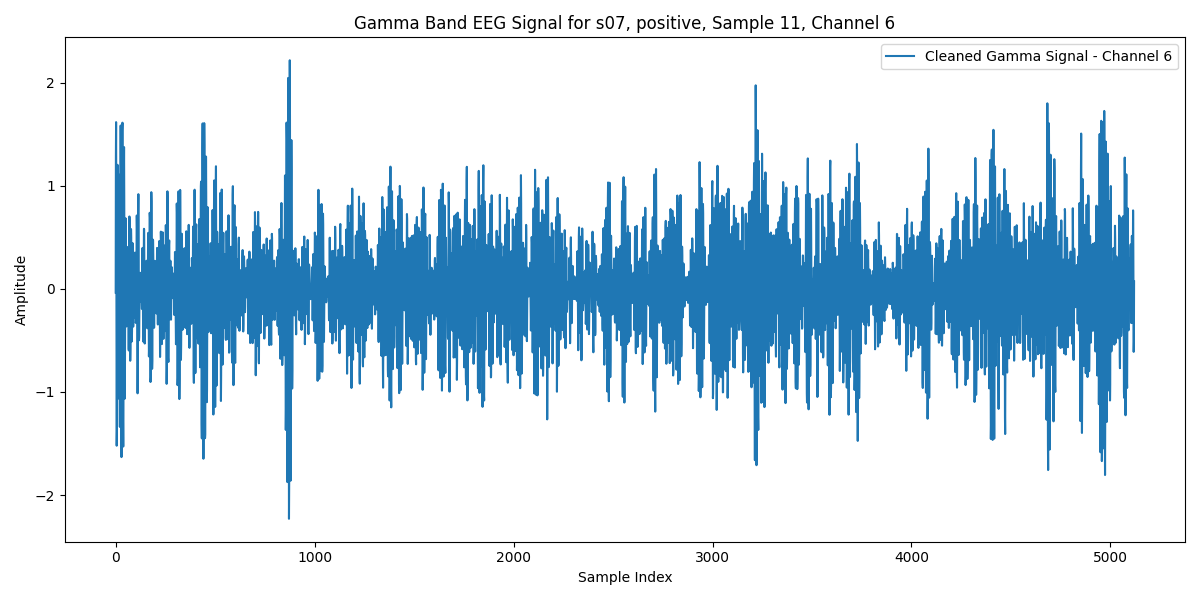 Gamma Band EEG Signal for s07, positive, Sample 11, Channel 6
Cleaned Gamma Signal - Channel 6
2
1
0
−1
−2
Amplitude
0 1000 2000 3000 4000 5000
Sample Index